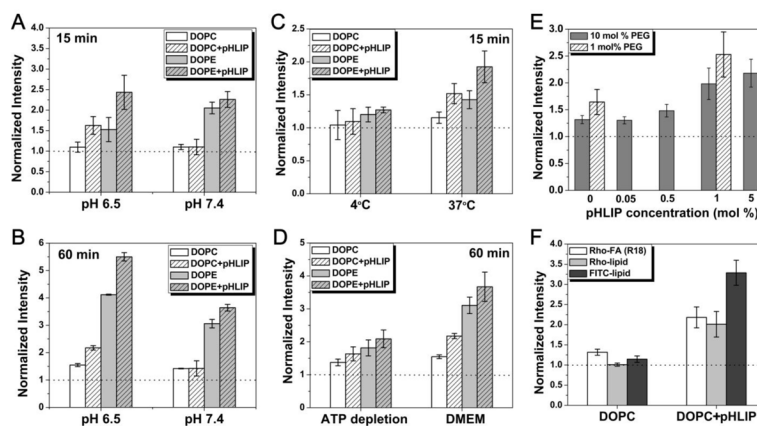 A
15 min
DOPC
DOPC+pHLIP
DOPE
DOPE+pHLIP
Normalized Intensity
3.0
2.5
2.0
1.5
1.0
0.5
0.0
pH 6.5
pH 7.4
B
60 min
DOPC
DOPC+pHLIP
DOPE
DOPE+pHLIP
Normalized Intensity
6
5
4
3
2
1
0
pH 6.5
pH 7.4
C
15 min
DOPC
DOPC+pHLIP
DOPE
DOPE+pHLIP
Normalized Intensity
2.5
2.0
1.5
1.0
0.5
0.0
4°C
37°C
D
60 min
DOPC
DOPC+pHLIP
DOPE
DOPE+pHLIP
Normalized Intensity
6
5
4
3
2
1
0
ATP depletion
DMEM
E
10 mol % PEG
1 mol% PEG
Normalized Intensity
3.0
2.5
2.0
1.5
1.0
0.5
0.0
0
0.05
0.5
1
5
pHLIP concentration (mol %)
F
Rho-FA (R18)
Rho-lipid
FITC-lipid
Normalized Intensity
4.0
3.5
3.0
2.5
2.0
1.5
1.0
0.5
0.0
DOPC
DOPC+pHLIP